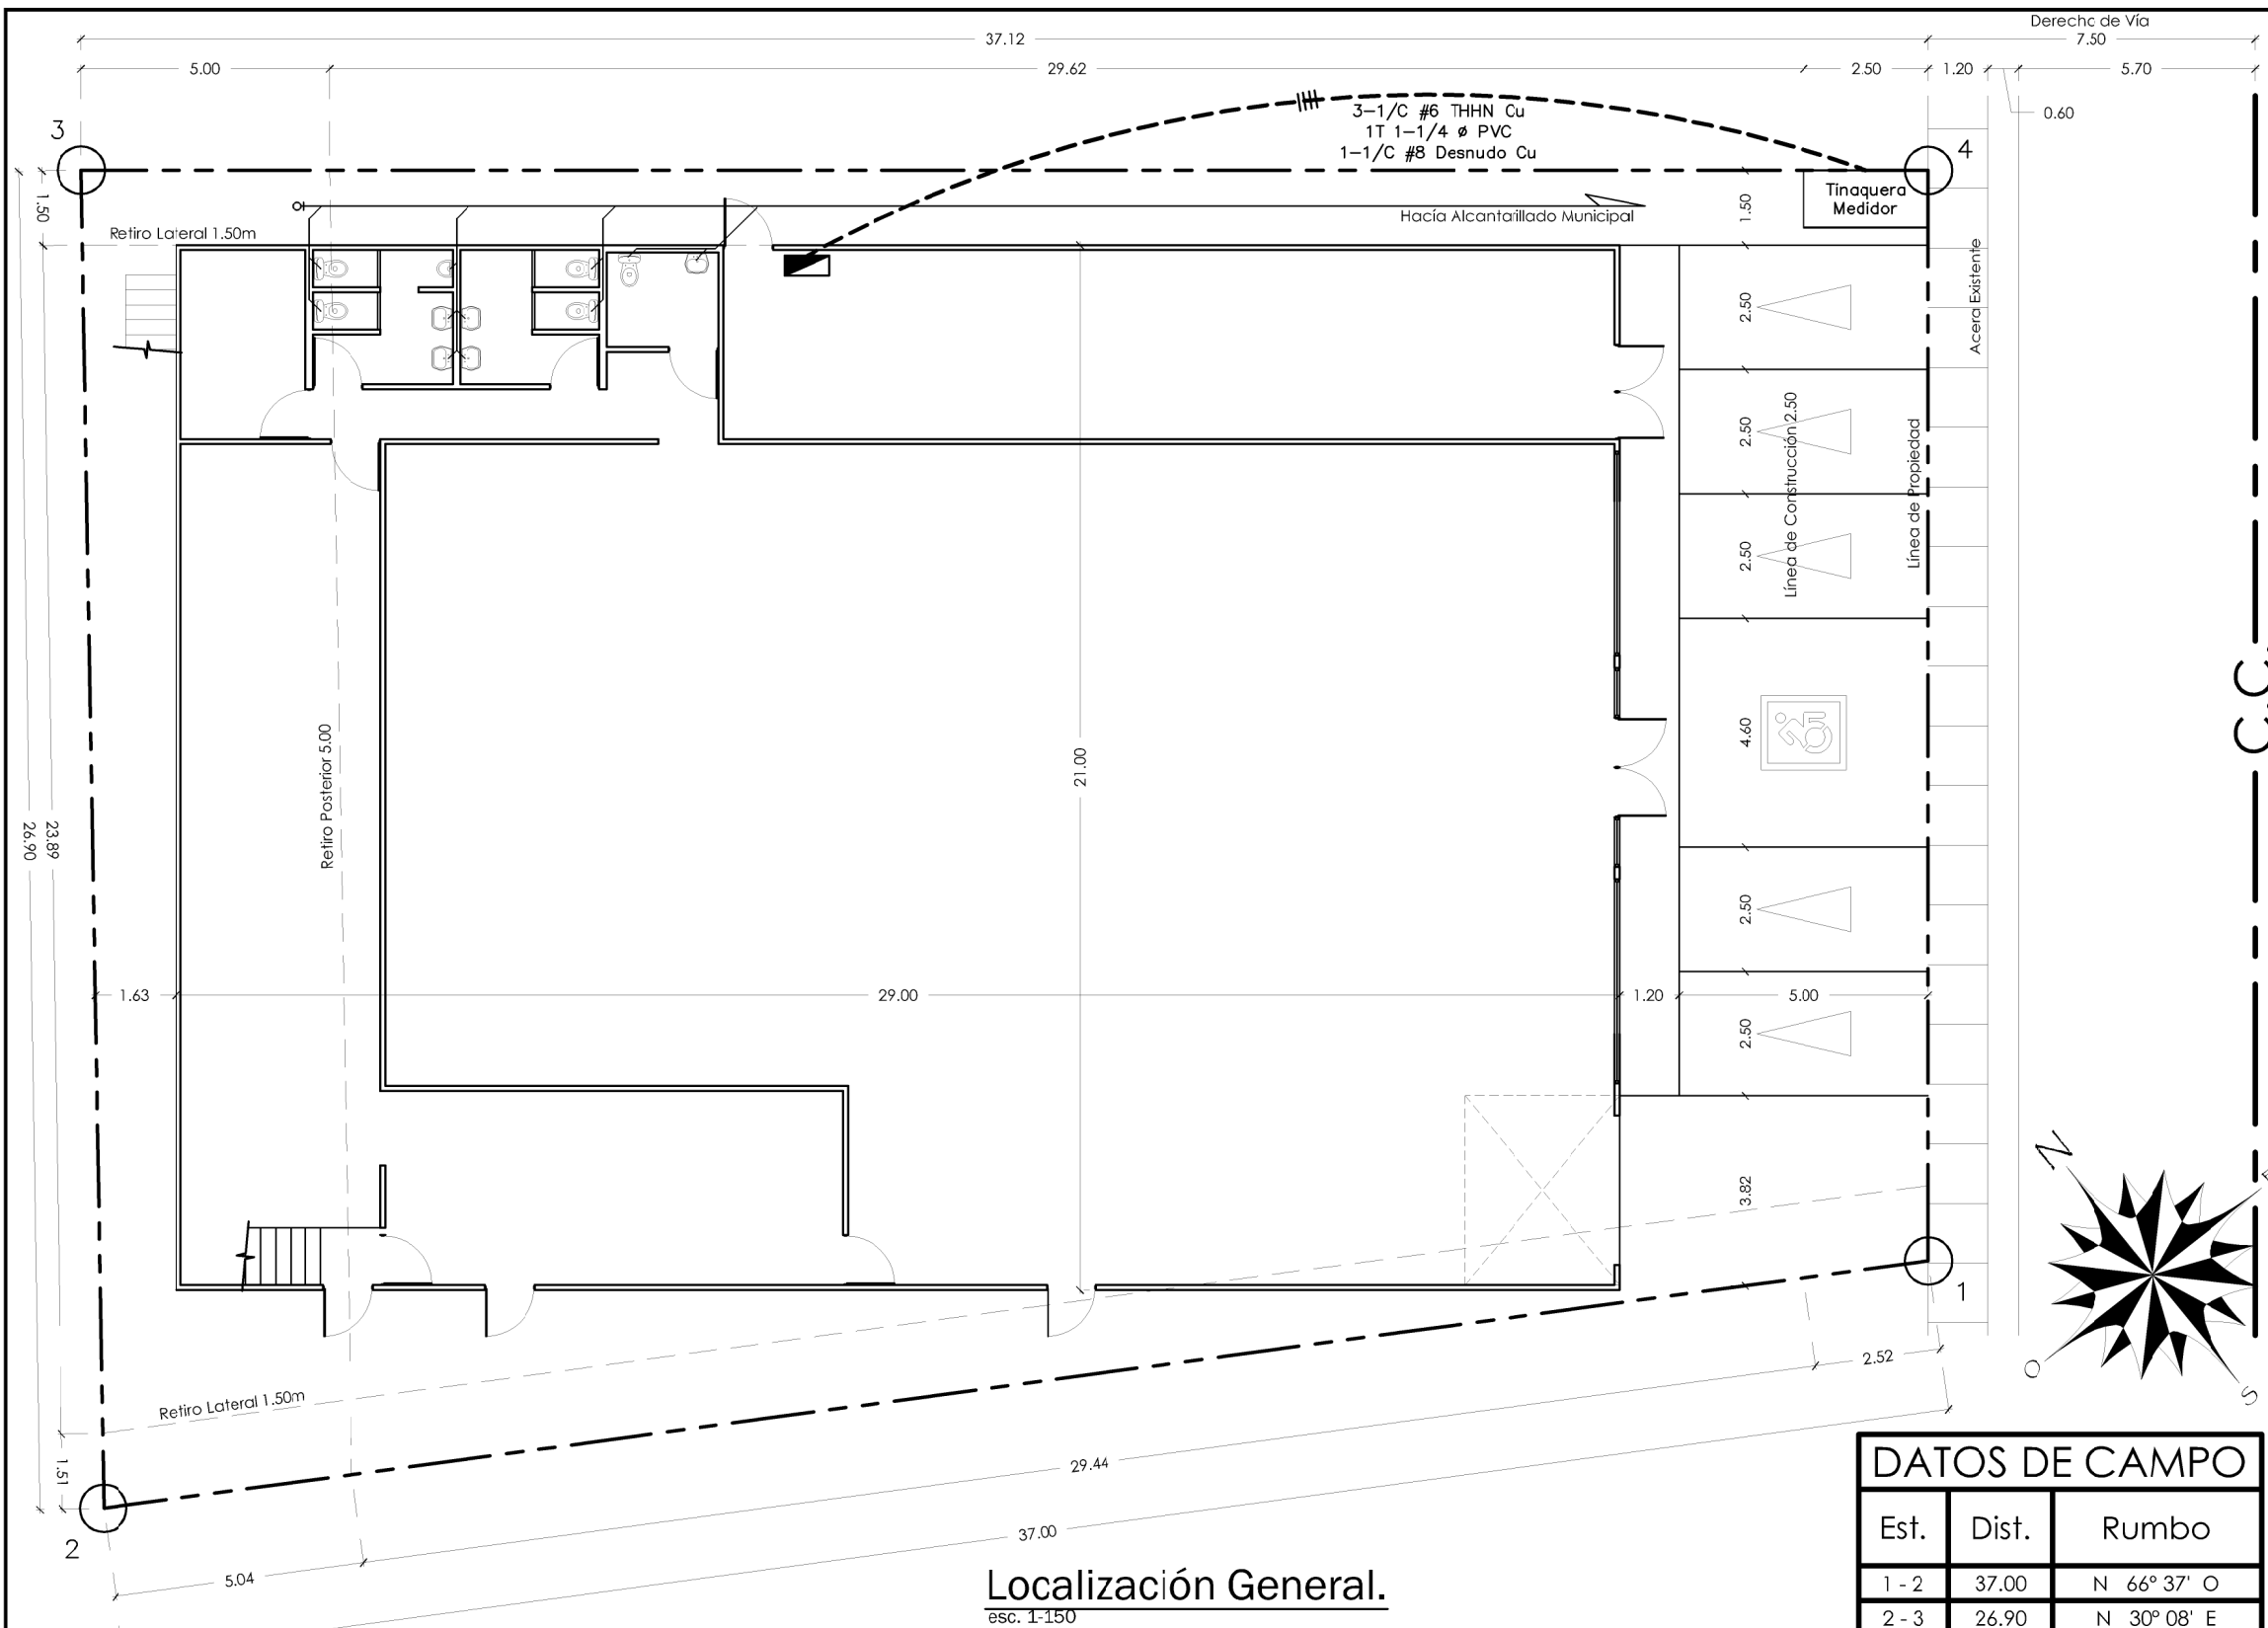 Derecho de Vía
37.12
7.50
5.00
29.62
2.50
1.20
5.70
0.60
3-1/C #6 THHN Cu
1T 1-1/4 ø PVC
1-1/C #8 Desnudo Cu
3
4
1.50
Tinaquera
Medidor
1.50
Hacía Alcantarillado Municipal
Retiro Lateral 1.50m
Acera Existente
2.50
2.50
Línea de Construcción 2.50
Línea de Propiedad
2.50
C.C.
4.60
Retiro Posterior 5.00
21.00
23.89
26.90
2.50
1.63
29.00
1.20
5.00
2.50
N
3.82
1
O
S
2.52
Retiro Lateral 1.50m
1.51
29.44
2
37.00
5.04
Localización General.
esc. 1-150
DATOS DE CAMPO
Est. Dist. Rumbo
1 - 2 37.00 N 66° 37' O
2 - 3 26.90 N 30° 08' E